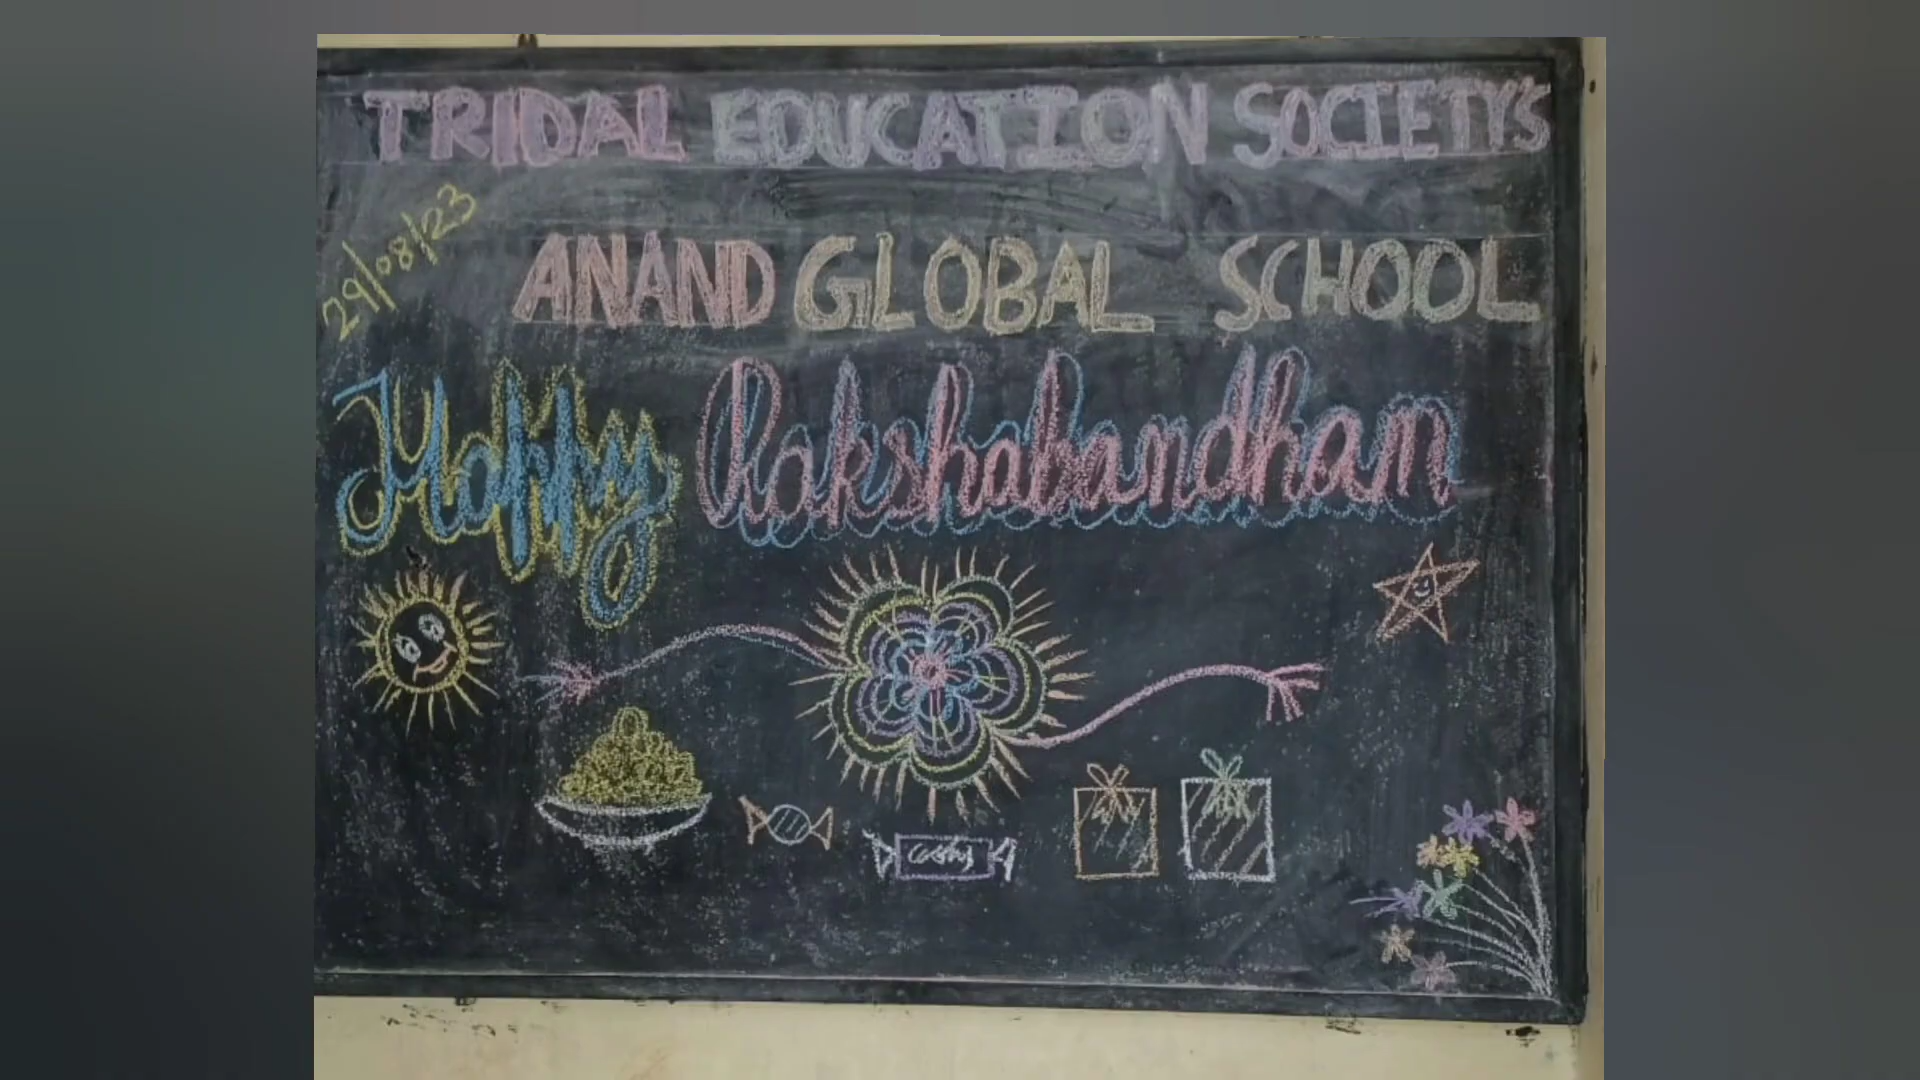 TRIDAL EDUCATION SOCIETY'S
29/08/23
ANAND GLOBAL SCHOOL
Happy Rakshabandhan